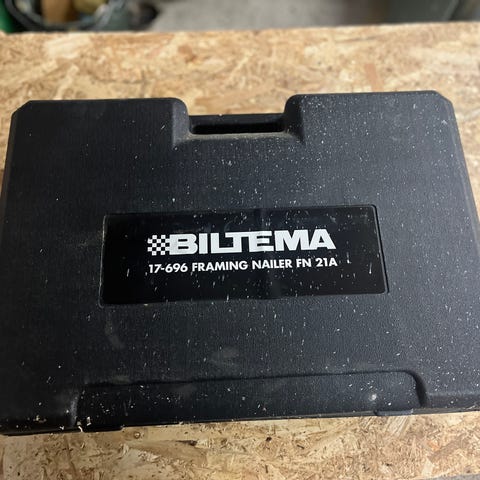 BILTEMA
17-696 FRAMING NAILER FN 21A